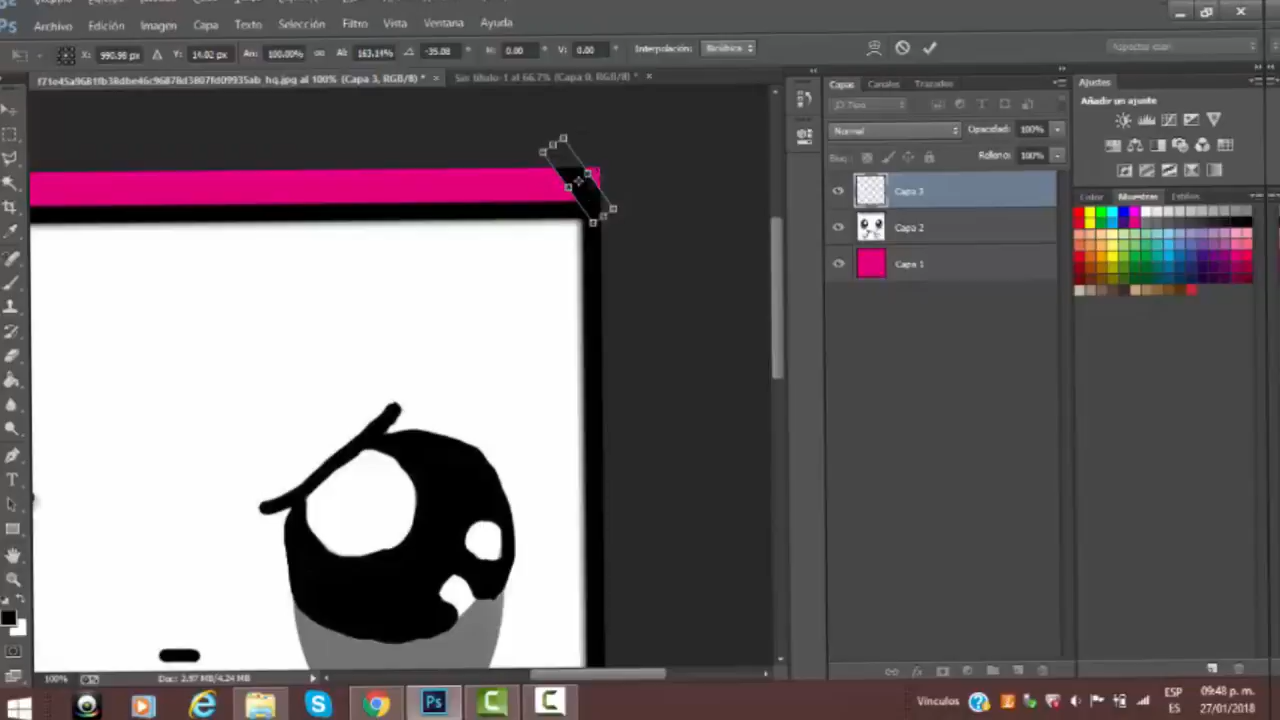 Archivo Edición Imagen Capa Texto Selección Filtro Vista Ventana Ayuda
X: 990.98 px Y: 14.02 px An: 100.00% Al: 163.14% -35.08 H: 0.00 V: 0.00 Interpolación: Bicúbica
f71e45a9681fb38dbe46c96878d3807fd09935ab_hq.jpg al 100% (Capa 3, RGB/8) * × Sin título-1 al 66.7% (Capa 0, RGB/8) * ×
Capas Canales Trazados
Tipo
Normal Opacidad: 100%
Bloq.: Relleno: 100%
Capa 3
Capa 2
Capa 1
Ajustes
Añadir un ajuste
Color Muestras Estilos
100% Doc: 2.97 MB/4.24 MB
Ps
Vínculos ESP 09:48 p. m.
ES 27/01/2018